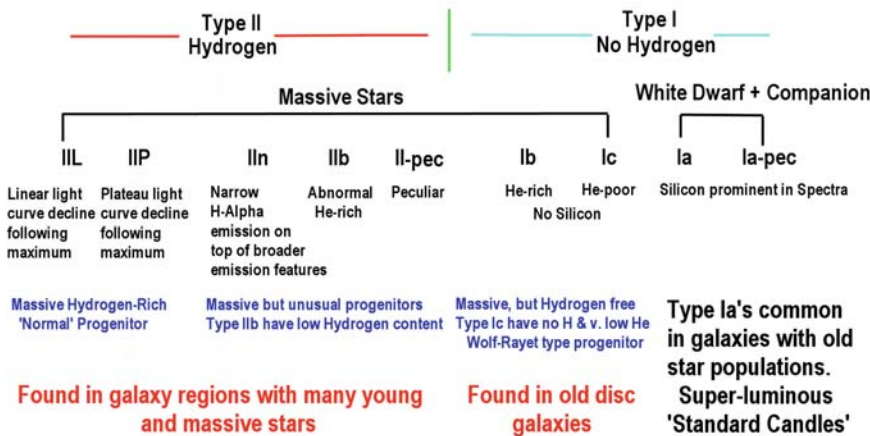 Type II
Hydrogen
Type I
No Hydrogen
Massive Stars
White Dwarf + Companion
IIL
IIP
IIn
IIb
II-pec
Ib
Ic
Ia
Ia-pec
Linear light
curve decline
following
maximum
Plateau light
curve decline
following
maximum
Narrow
H-Alpha
emission on
top of broader
emission features
Abnormal
He-rich
Peculiar
He-rich
He-poor
No Silicon
Silicon prominent in Spectra
Massive Hydrogen-Rich
'Normal' Progenitor
Massive but unusual progenitors
Type IIb have low Hydrogen content
Massive, but Hydrogen free
Type Ic have no H & v. low He
Wolf-Rayet type progenitor
Type Ia's common
in galaxies with old
star populations.
Super-luminous
'Standard Candles'
Found in galaxy regions with many young
and massive stars
Found in old disc
galaxies